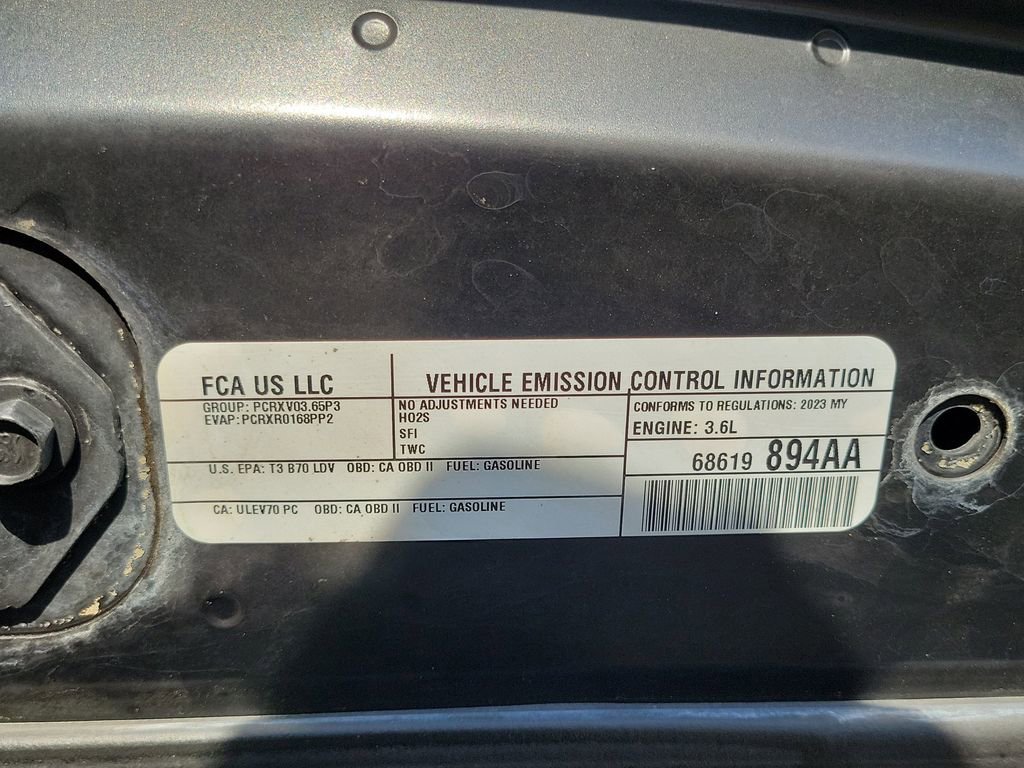 FCA US LLC
GROUP: PCRXV03.65P3
EVAP: PCRXR0168PP2
VEHICLE EMISSION CONTROL INFORMATION
NO ADJUSTMENTS NEEDED
HO2S
SFI
TWC
CONFORMS TO REGULATIONS: 2023 MY
ENGINE: 3.6L
68619 894AA
U.S. EPA: T3 B70 LDV OBD: CA OBD II FUEL: GASOLINE
CA: ULEV70 PC OBD: CA OBD II FUEL: GASOLINE